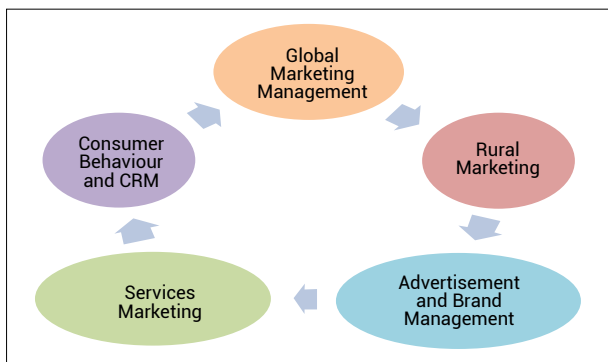 Global
Marketing
Management
Rural
Marketing
Advertisement
and Brand
Management
Services
Marketing
Consumer
Behaviour
and CRM